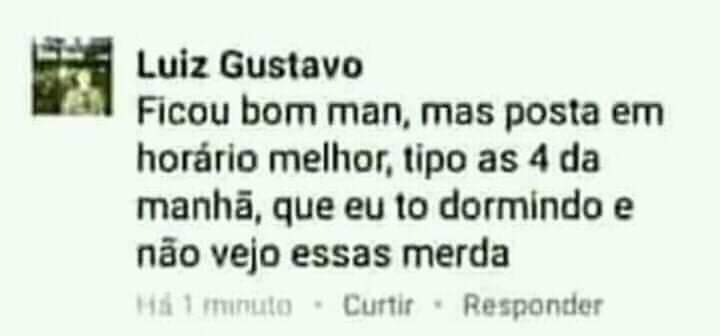 Luiz Gustavo
Ficou bom man, mas posta em
horário melhor, tipo as 4 da
manhã, que eu to dormindo e
não vejo essas merda
Há 1 minuto · Curtir · Responder